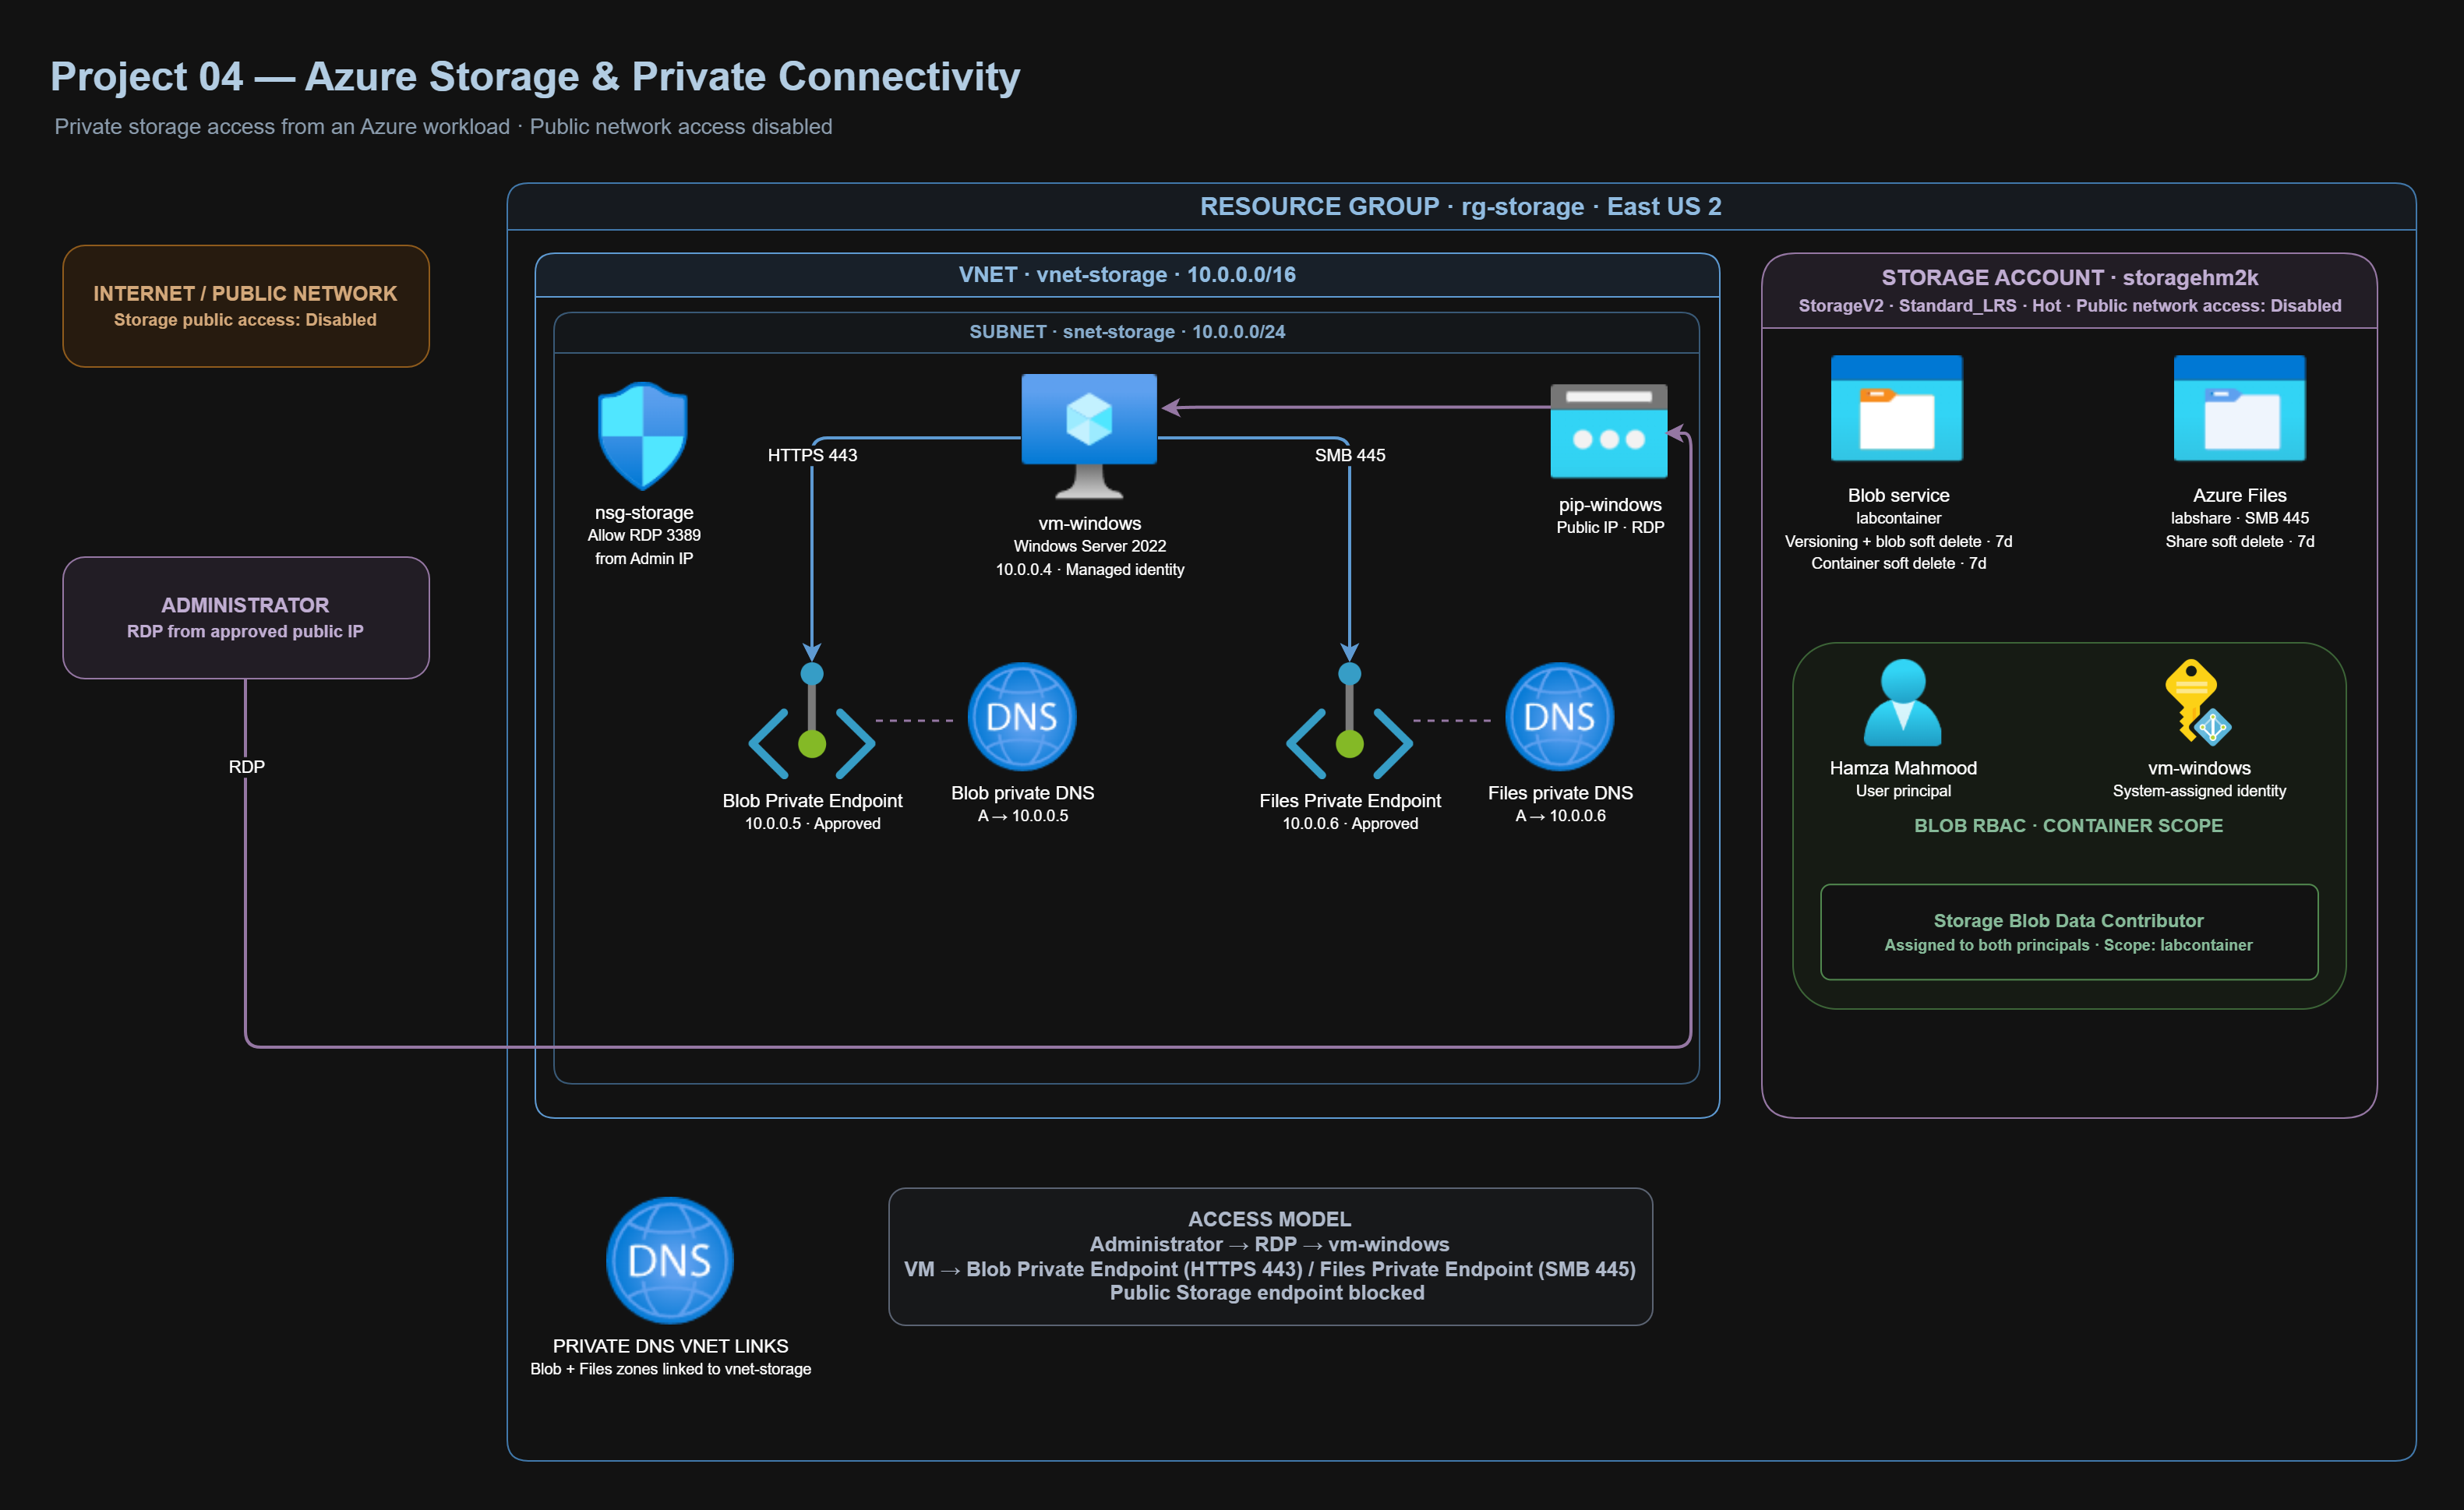 Project 04 — Azure Storage & Private Connectivity
Private storage access from an Azure workload · Public network access disabled
RESOURCE GROUP · rg-storage · East US 2
INTERNET / PUBLIC NETWORK
Storage public access: Disabled
ADMINISTRATOR
RDP from approved public IP
RDP
VNET · vnet-storage · 10.0.0.0/16
SUBNET · snet-storage · 10.0.0.0/24
nsg-storage
Allow RDP 3389
from Admin IP
HTTPS 443
vm-windows
Windows Server 2022
10.0.0.4 · Managed identity
SMB 445
pip-windows
Public IP · RDP
Blob Private Endpoint
10.0.0.5 · Approved
DNS
Blob private DNS
A → 10.0.0.5
Files Private Endpoint
10.0.0.6 · Approved
DNS
Files private DNS
A → 10.0.0.6
STORAGE ACCOUNT · storagehm2k
StorageV2 · Standard_LRS · Hot · Public network access: Disabled
Blob service
labcontainer
Versioning + blob soft delete · 7d
Container soft delete · 7d
Azure Files
labshare · SMB 445
Share soft delete · 7d
Hamza Mahmood
User principal
vm-windows
System-assigned identity
BLOB RBAC · CONTAINER SCOPE
Storage Blob Data Contributor
Assigned to both principals · Scope: labcontainer
DNS
PRIVATE DNS VNET LINKS
Blob + Files zones linked to vnet-storage
ACCESS MODEL
Administrator → RDP → vm-windows
VM → Blob Private Endpoint (HTTPS 443) / Files Private Endpoint (SMB 445)
Public Storage endpoint blocked